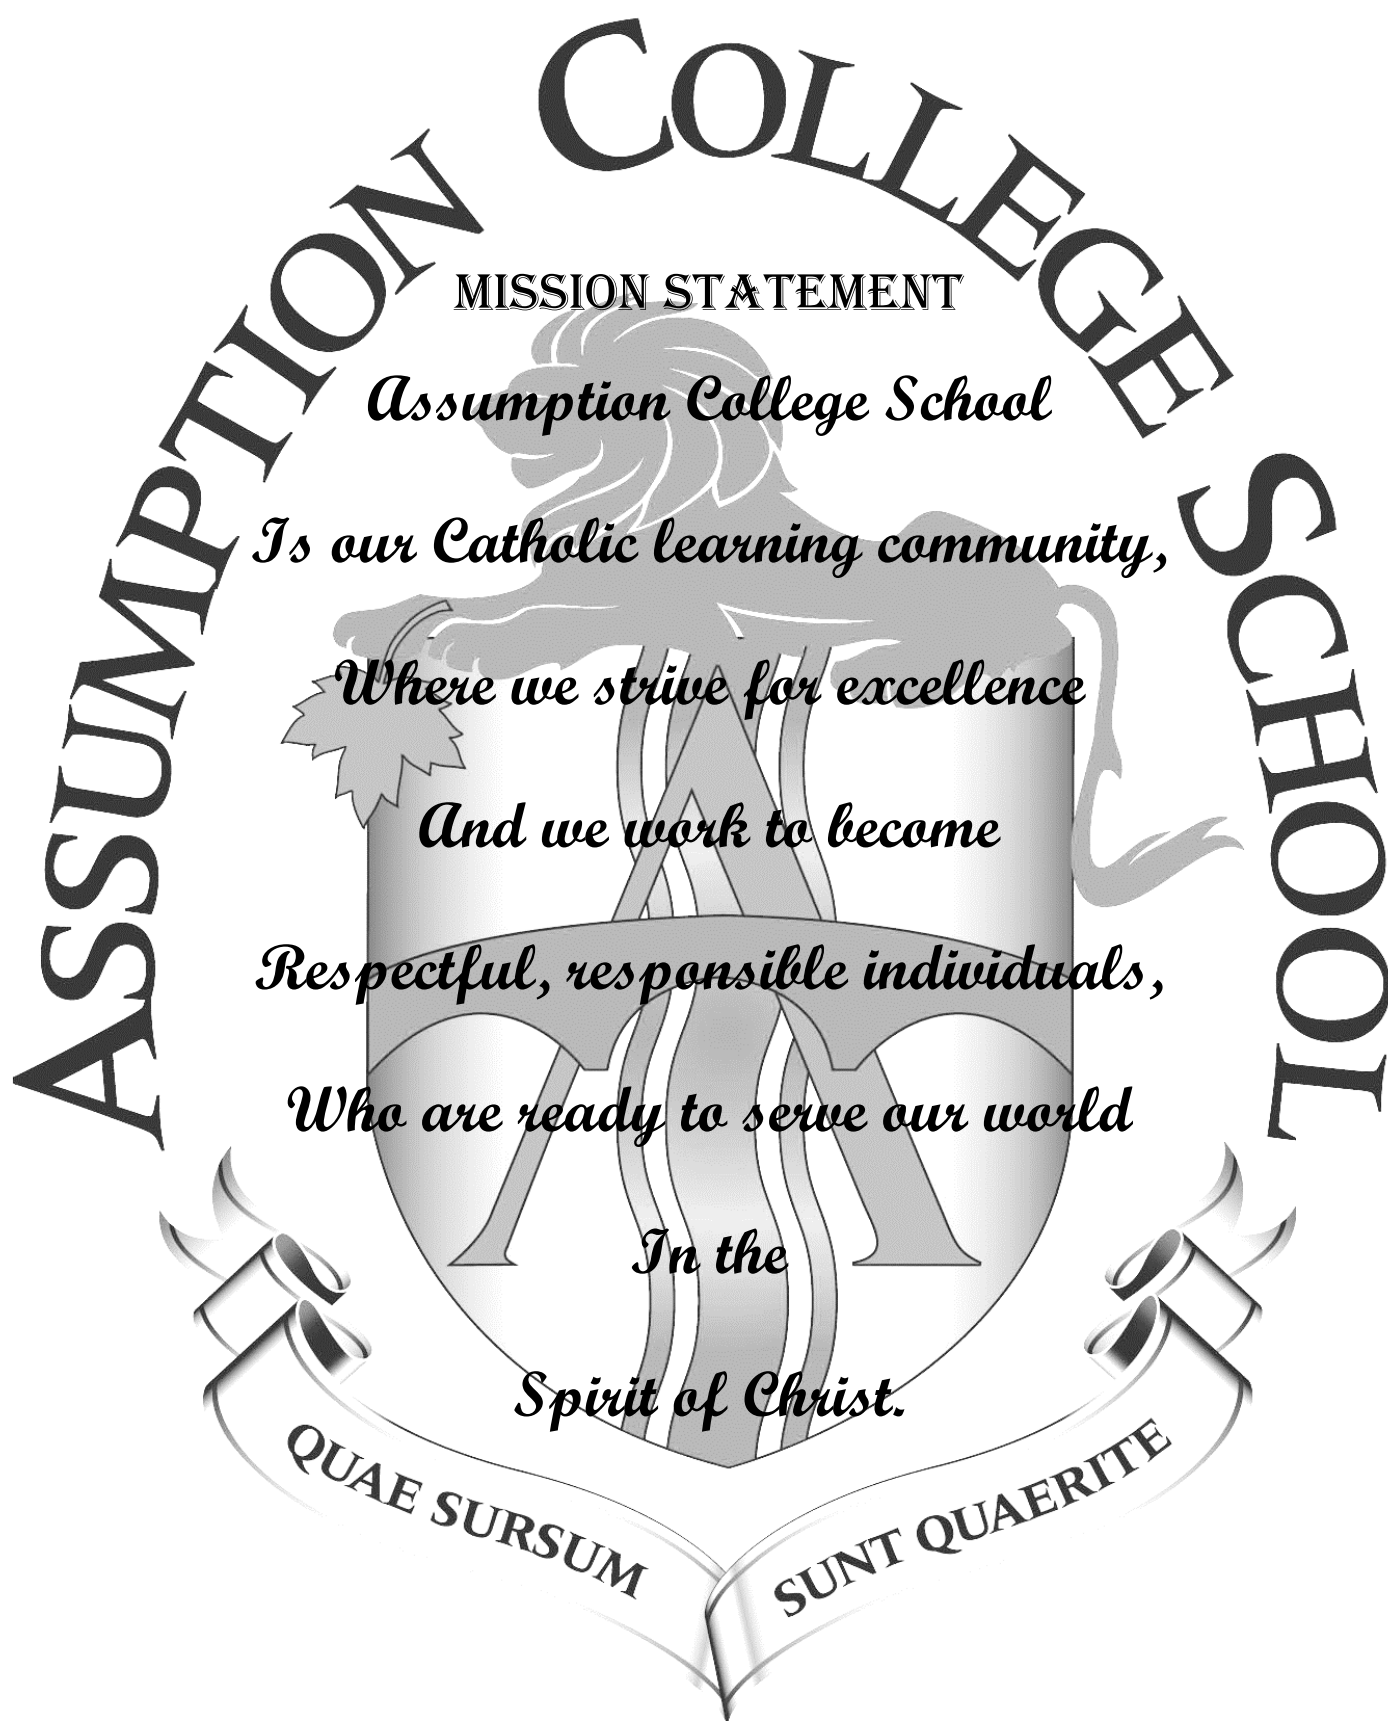 ASSUMPTION COLLEGE SCHOOL
MISSION STATEMENT
Assumption College School
Is our Catholic learning community,
Where we strive for excellence
And we work to become
Respectful, responsible individuals,
Who are ready to serve our world
In the
Spirit of Christ.
QUAE SURSUM SUNT QUAERITE